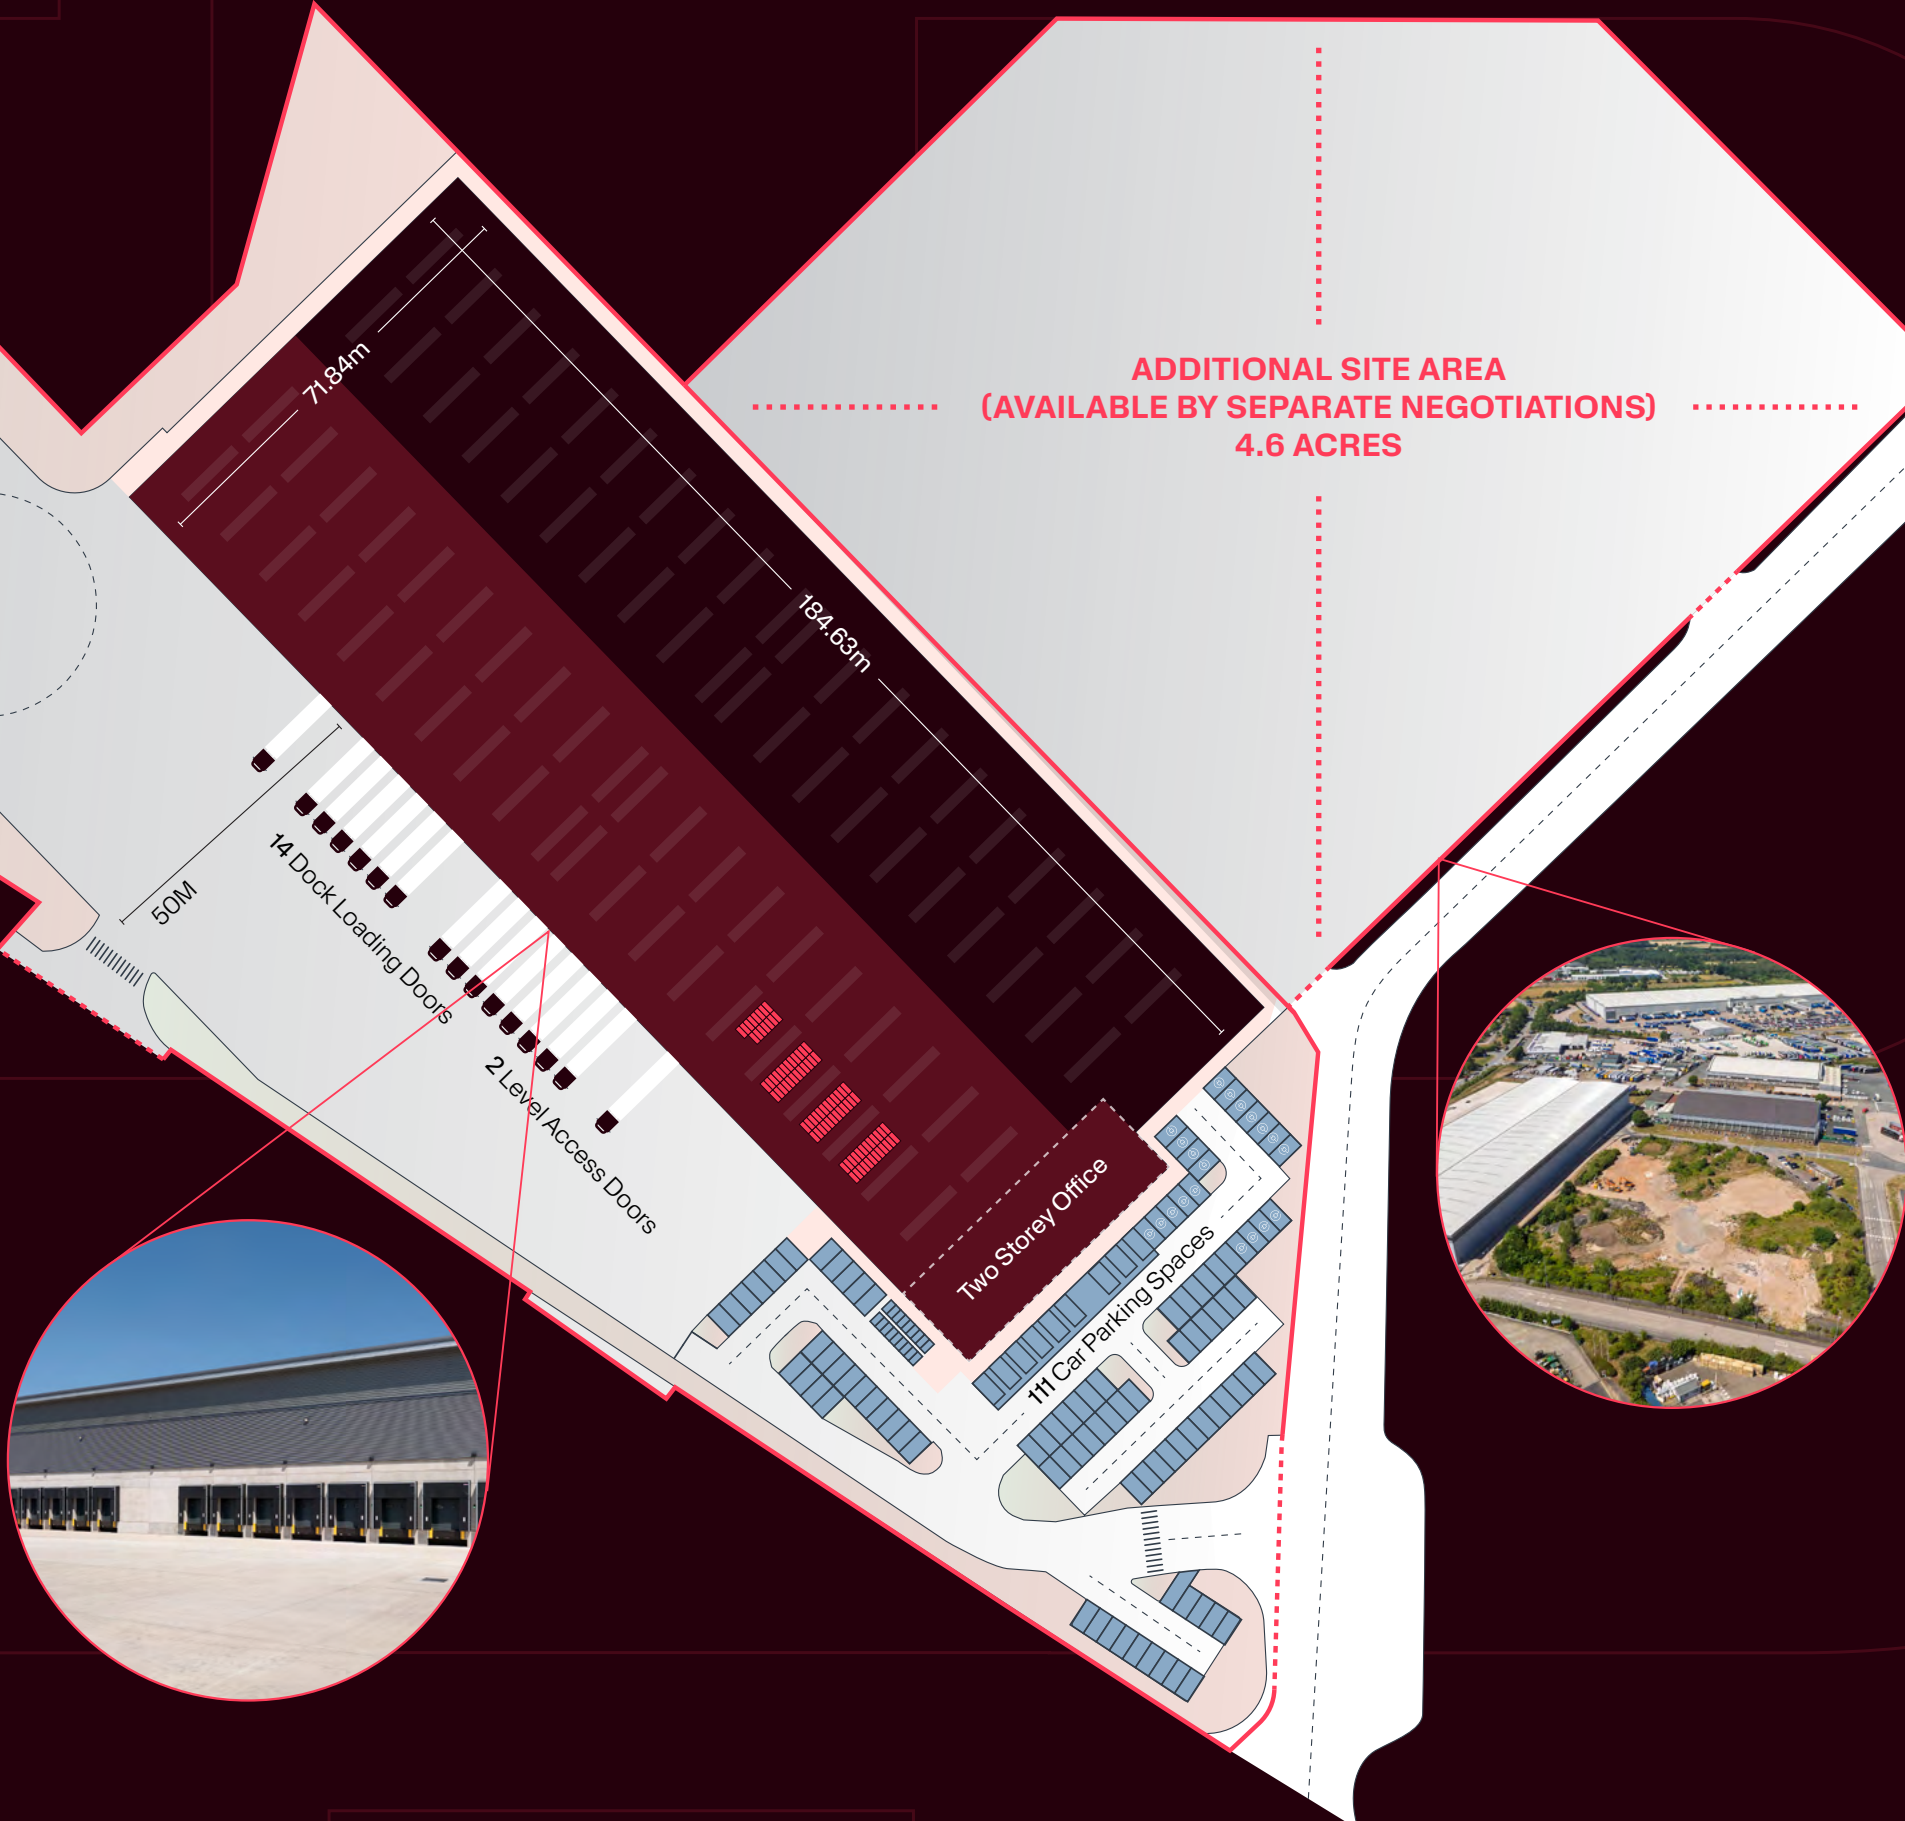 ADDITIONAL SITE AREA
(AVAILABLE BY SEPARATE NEGOTIATIONS)
4.6 ACRES
71.84m
184.63m
50M
14 Dock Loading Doors
2 Level Access Doors
Two Storey Office
111 Car Parking Spaces